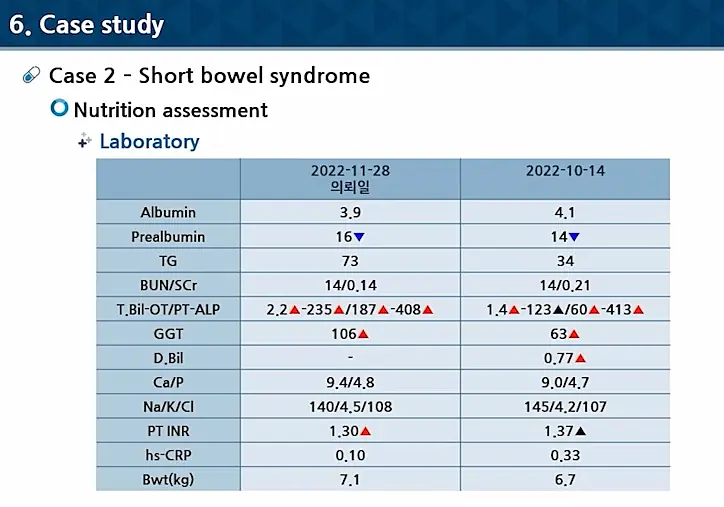 6. Case study
Case 2 - Short bowel syndrome
Nutrition assessment
Laboratory
2022-11-28 2022-10-14
의뢰일
Albumin 3.9 4.1
Prealbumin 16▼ 14▼
TG 73 34
BUN/SCr 14/0.14 14/0.21
T.Bil-OT/PT-ALP 2.2▲-235▲/187▲-408▲ 1.4▲-123▲/60▲-413▲
GGT 106▲ 63▲
D.Bil - 0.77▲
Ca/P 9.4/4.8 9.0/4.7
Na/K/Cl 140/4.5/108 145/4.2/107
PT INR 1.30▲ 1.37▲
hs-CRP 0.10 0.33
Bwt(kg) 7.1 6.7